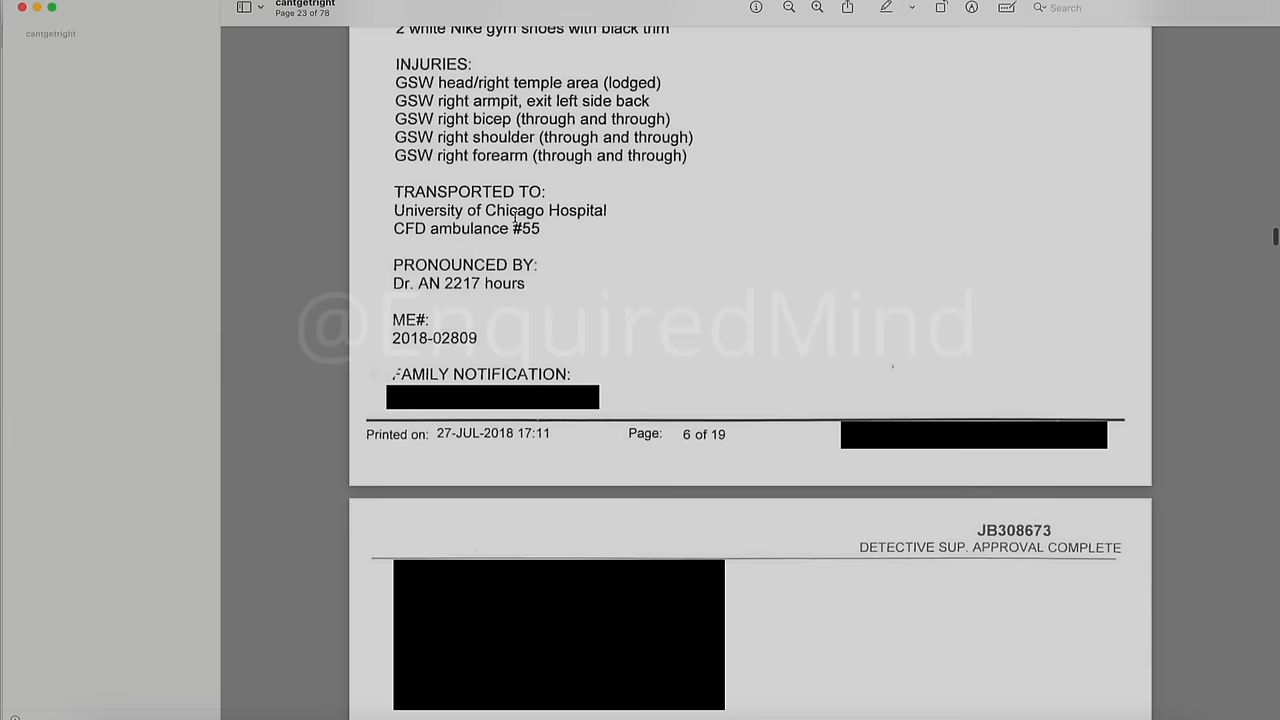 cantgetright
Page 23 of 78
Search
cantgetright
2 white Nike gym shoes with black trim
INJURIES:
GSW head/right temple area (lodged)
GSW right armpit, exit left side back
GSW right bicep (through and through)
GSW right shoulder (through and through)
GSW right forearm (through and through)
TRANSPORTED TO:
University of Chicago Hospital
CFD ambulance #55
PRONOUNCED BY:
Dr. AN 2217 hours
@EnquiredMind
ME#:
2018-02809
FAMILY NOTIFICATION:
Printed on: 27-JUL-2018 17:11 Page: 6 of 19
JB308673
DETECTIVE SUP. APPROVAL COMPLETE